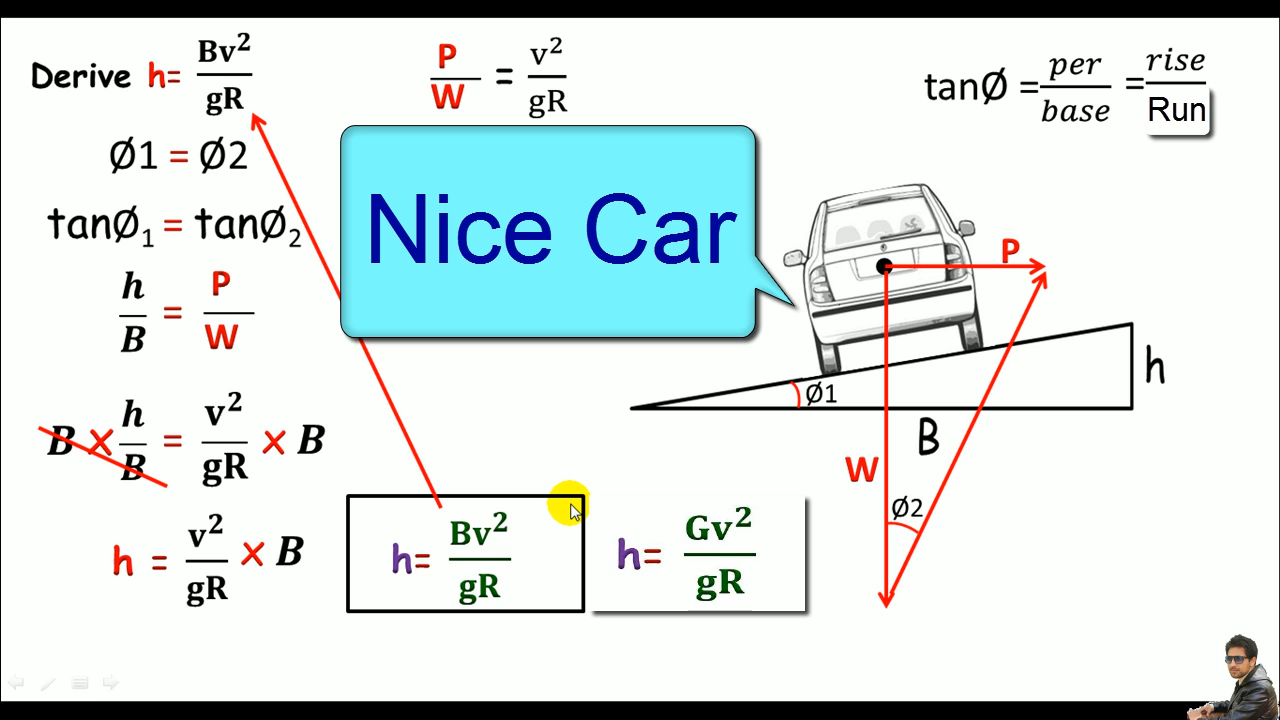 Derive h= Bv²/gR
P/W = v²/gR
tanØ = per/base = rise/Run
Ø1 = Ø2
tanØ₁ = tanØ₂
h/B = P/W
B × h/B = v²/gR × B
h = v²/gR × B
h= Bv²/gR
h= Gv²/gR
Nice Car
P
h
Ø1
B
W
Ø2